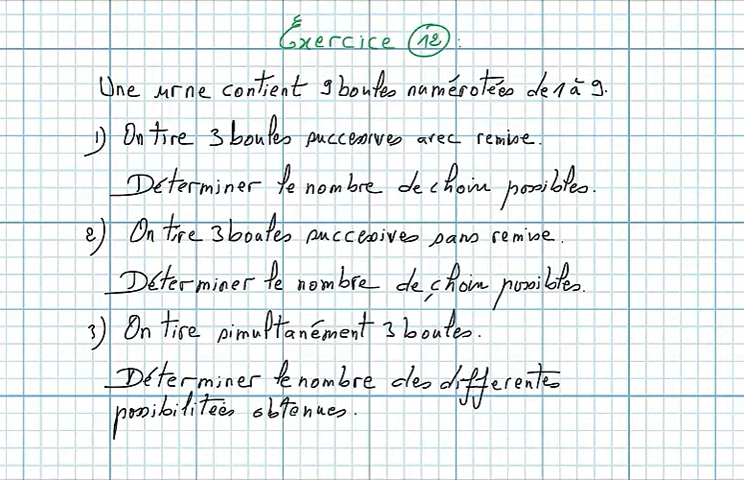 Exercice 12 :
Une urne contient 9 boules numérotées de 1 à 9.
1) On tire 3 boules successives avec remise.
Déterminer le nombre de choix possibles.
2) On tire 3 boules successives sans remise.
Déterminer le nombre de choix possibles.
3) On tire simultanément 3 boules.
Déterminer le nombre des differentes
possibilitées obtenues.